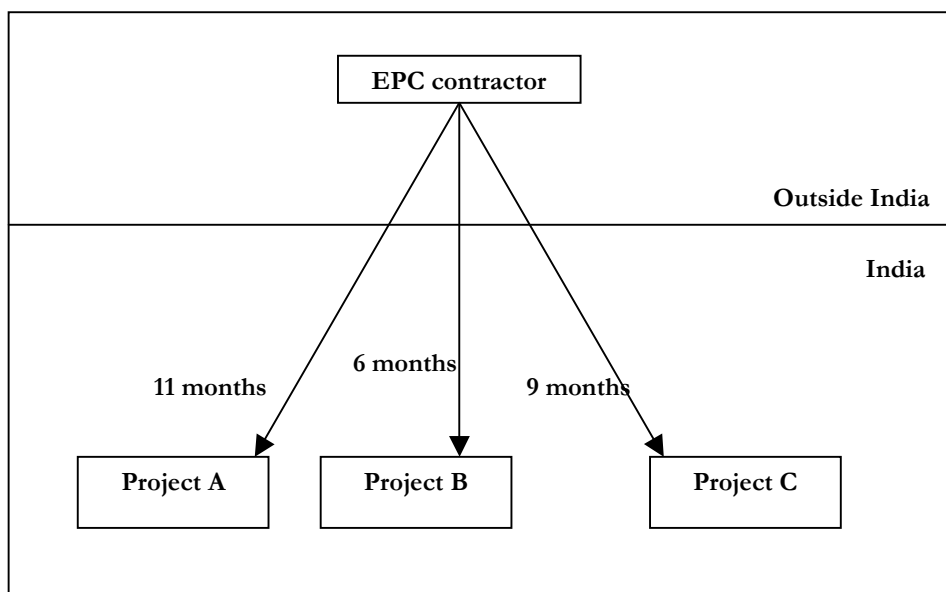 EPC contractor
Outside India
India
6 months
11 months
9 months
Project A
Project B
Project C